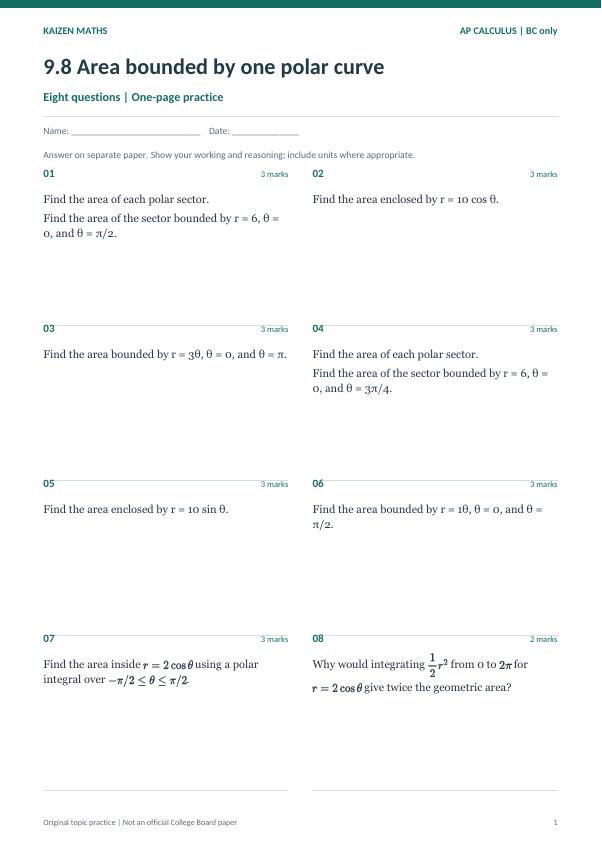 KAIZEN MATHS
AP CALCULUS | BC only
9.8 Area bounded by one polar curve
Eight questions | One-page practice
Name: ______________________________ Date: ________________
Answer on separate paper. Show your working and reasoning; include units where appropriate.
01 3 marks
Find the area of each polar sector.
Find the area of the sector bounded by r = 6, θ =
0, and θ = π/2.
02 3 marks
Find the area enclosed by r = 10 cos θ.
03 3 marks
Find the area bounded by r = 3θ, θ = 0, and θ = π.
04 3 marks
Find the area of each polar sector.
Find the area of the sector bounded by r = 6, θ =
0, and θ = 3π/4.
05 3 marks
Find the area enclosed by r = 10 sin θ.
06 3 marks
Find the area bounded by r = 1θ, θ = 0, and θ =
π/2.
07 3 marks
Find the area inside r = 2 cos θ using a polar
integral over −π/2 ≤ θ ≤ π/2.
08 2 marks
Why would integrating 1/2 r² from 0 to 2π for
r = 2 cos θ give twice the geometric area?
Original topic practice | Not an official College Board paper
1